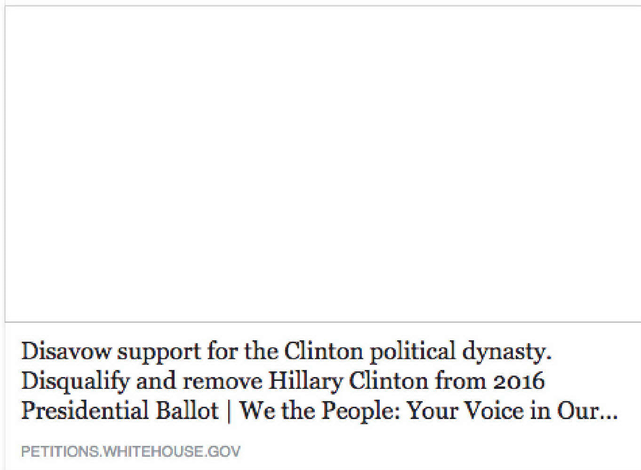 Disavow support for the Clinton political dynasty.
Disqualify and remove Hillary Clinton from 2016
Presidential Ballot | We the People: Your Voice in Our...
PETITIONS.WHITEHOUSE.GOV